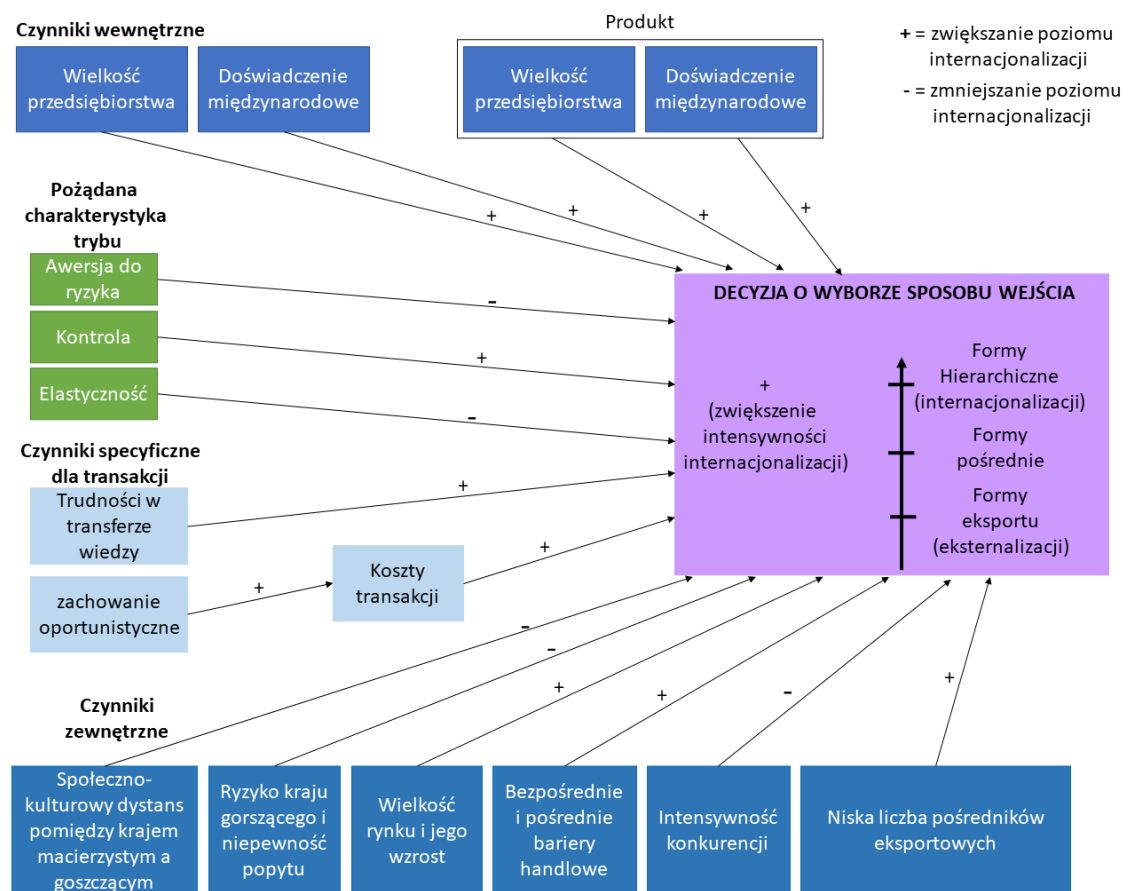 Czynniki wewnętrzne
Wielkość
przedsiębiorstwa
Doświadczenie
międzynarodowe
Produkt
Wielkość
przedsiębiorstwa
Doświadczenie
międzynarodowe
+ = zwiększanie poziomu
internacjonalizacji
- = zmniejszanie poziomu
internacjonalizacji
+
+
+
+
Pożądana
charakterystyka
trybu
Awersja do
ryzyka
-
Kontrola
+
Elastyczność
-
Czynniki specyficzne
dla transakcji
Trudności w
transferze
wiedzy
+
zachowanie
oportunistyczne
+
Koszty
transakcji
+
DECYZJA O WYBORZE SPOSOBU WEJŚCIA
+
(zwiększenie
intensywności
internacjonalizacji)
Formy
Hierarchiczne
(internacjonalizacji)
Formy
pośrednie
Formy
eksportu
(eksternalizacji)
-
-
+
+
-
+
Czynniki
zewnętrzne
Społeczno-
kulturowy dystans
pomiędzy krajem
macierzystym a
goszczącym
Ryzyko kraju
gorszącego i
niepewność
popytu
Wielkość
rynku i jego
wzrost
Bezpośrednie
i pośrednie
bariery
handlowe
Intensywność
konkurencji
Niska liczba pośredników
eksportowych